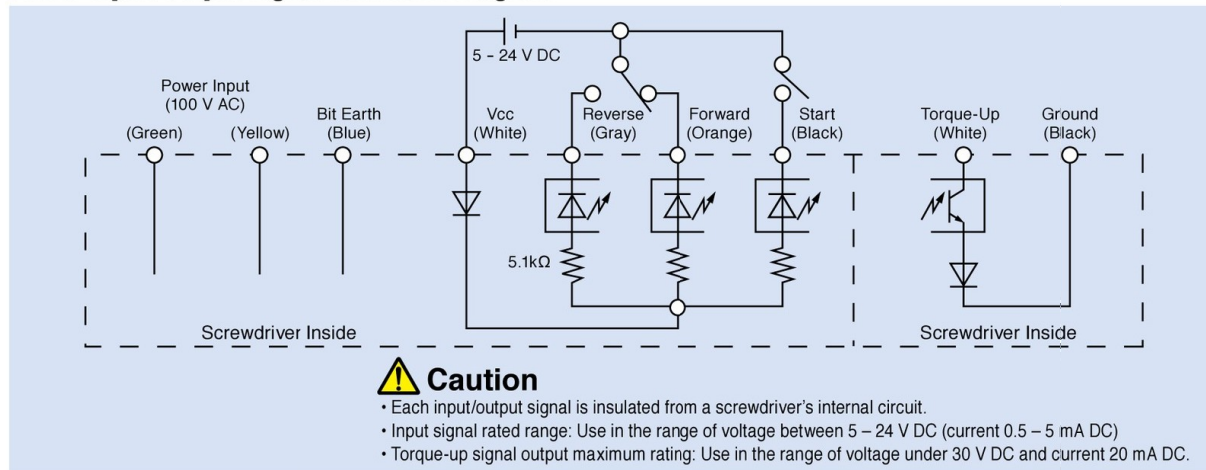 5 – 24 V DC
Power Input
(100 V AC)
(Green)
(Yellow)
Bit Earth
(Blue)
Vcc
(White)
Reverse
(Gray)
Forward
(Orange)
Start
(Black)
Torque-Up
(White)
Ground
(Black)
5.1kΩ
Screwdriver Inside
Screwdriver Inside
Caution
• Each input/output signal is insulated from a screwdriver's internal circuit.
• Input signal rated range: Use in the range of voltage between 5 – 24 V DC (current 0.5 – 5 mA DC)
• Torque-up signal output maximum rating: Use in the range of voltage under 30 V DC and current 20 mA DC.